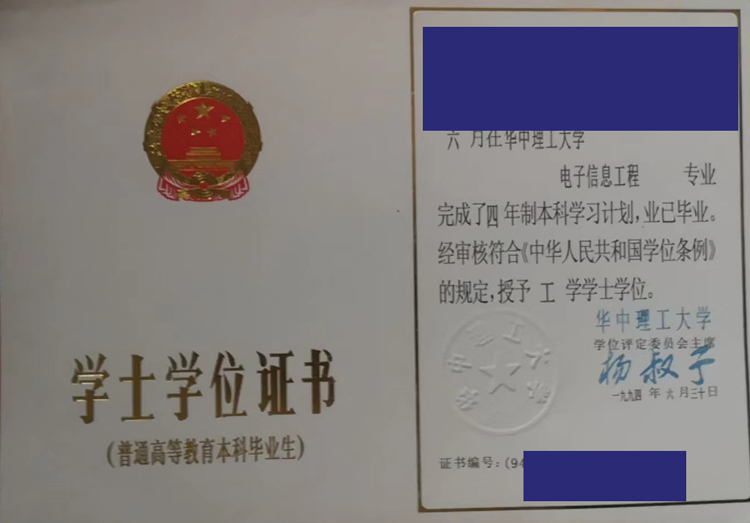 学士学位证书
(普通高等教育本科毕业生)
六 月在华中理工大学
电子信息工程 专业
完成了四 年制本科学习计划,业已毕业。
经审核符合《中华人民共和国学位条例》
的规定,授予 工 学学士学位。
华中理工大学
学位评定委员会主席
杨叔子
一九九四 年 六 月 三十 日
证书编号:(94